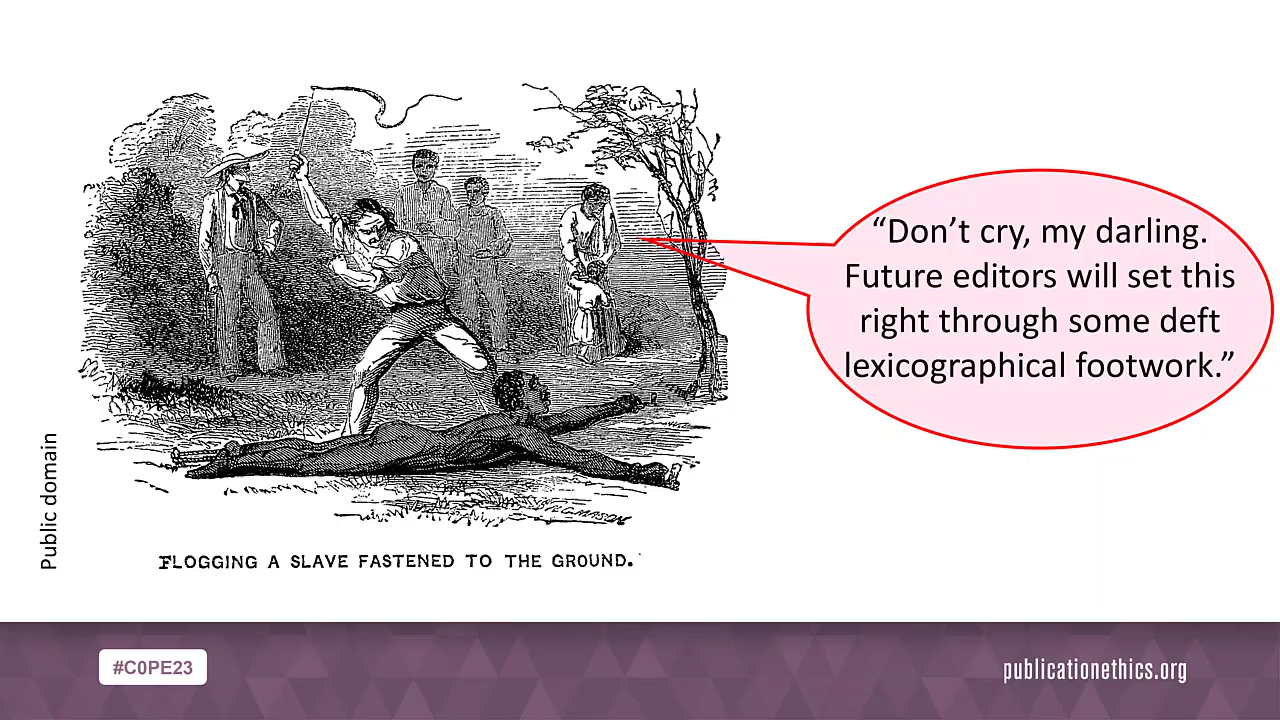 “Don’t cry, my darling.
Future editors will set this
right through some deft
lexicographical footwork.”
Public domain
FLOGGING A SLAVE FASTENED TO THE GROUND.
#C0PE23
publicationethics.org